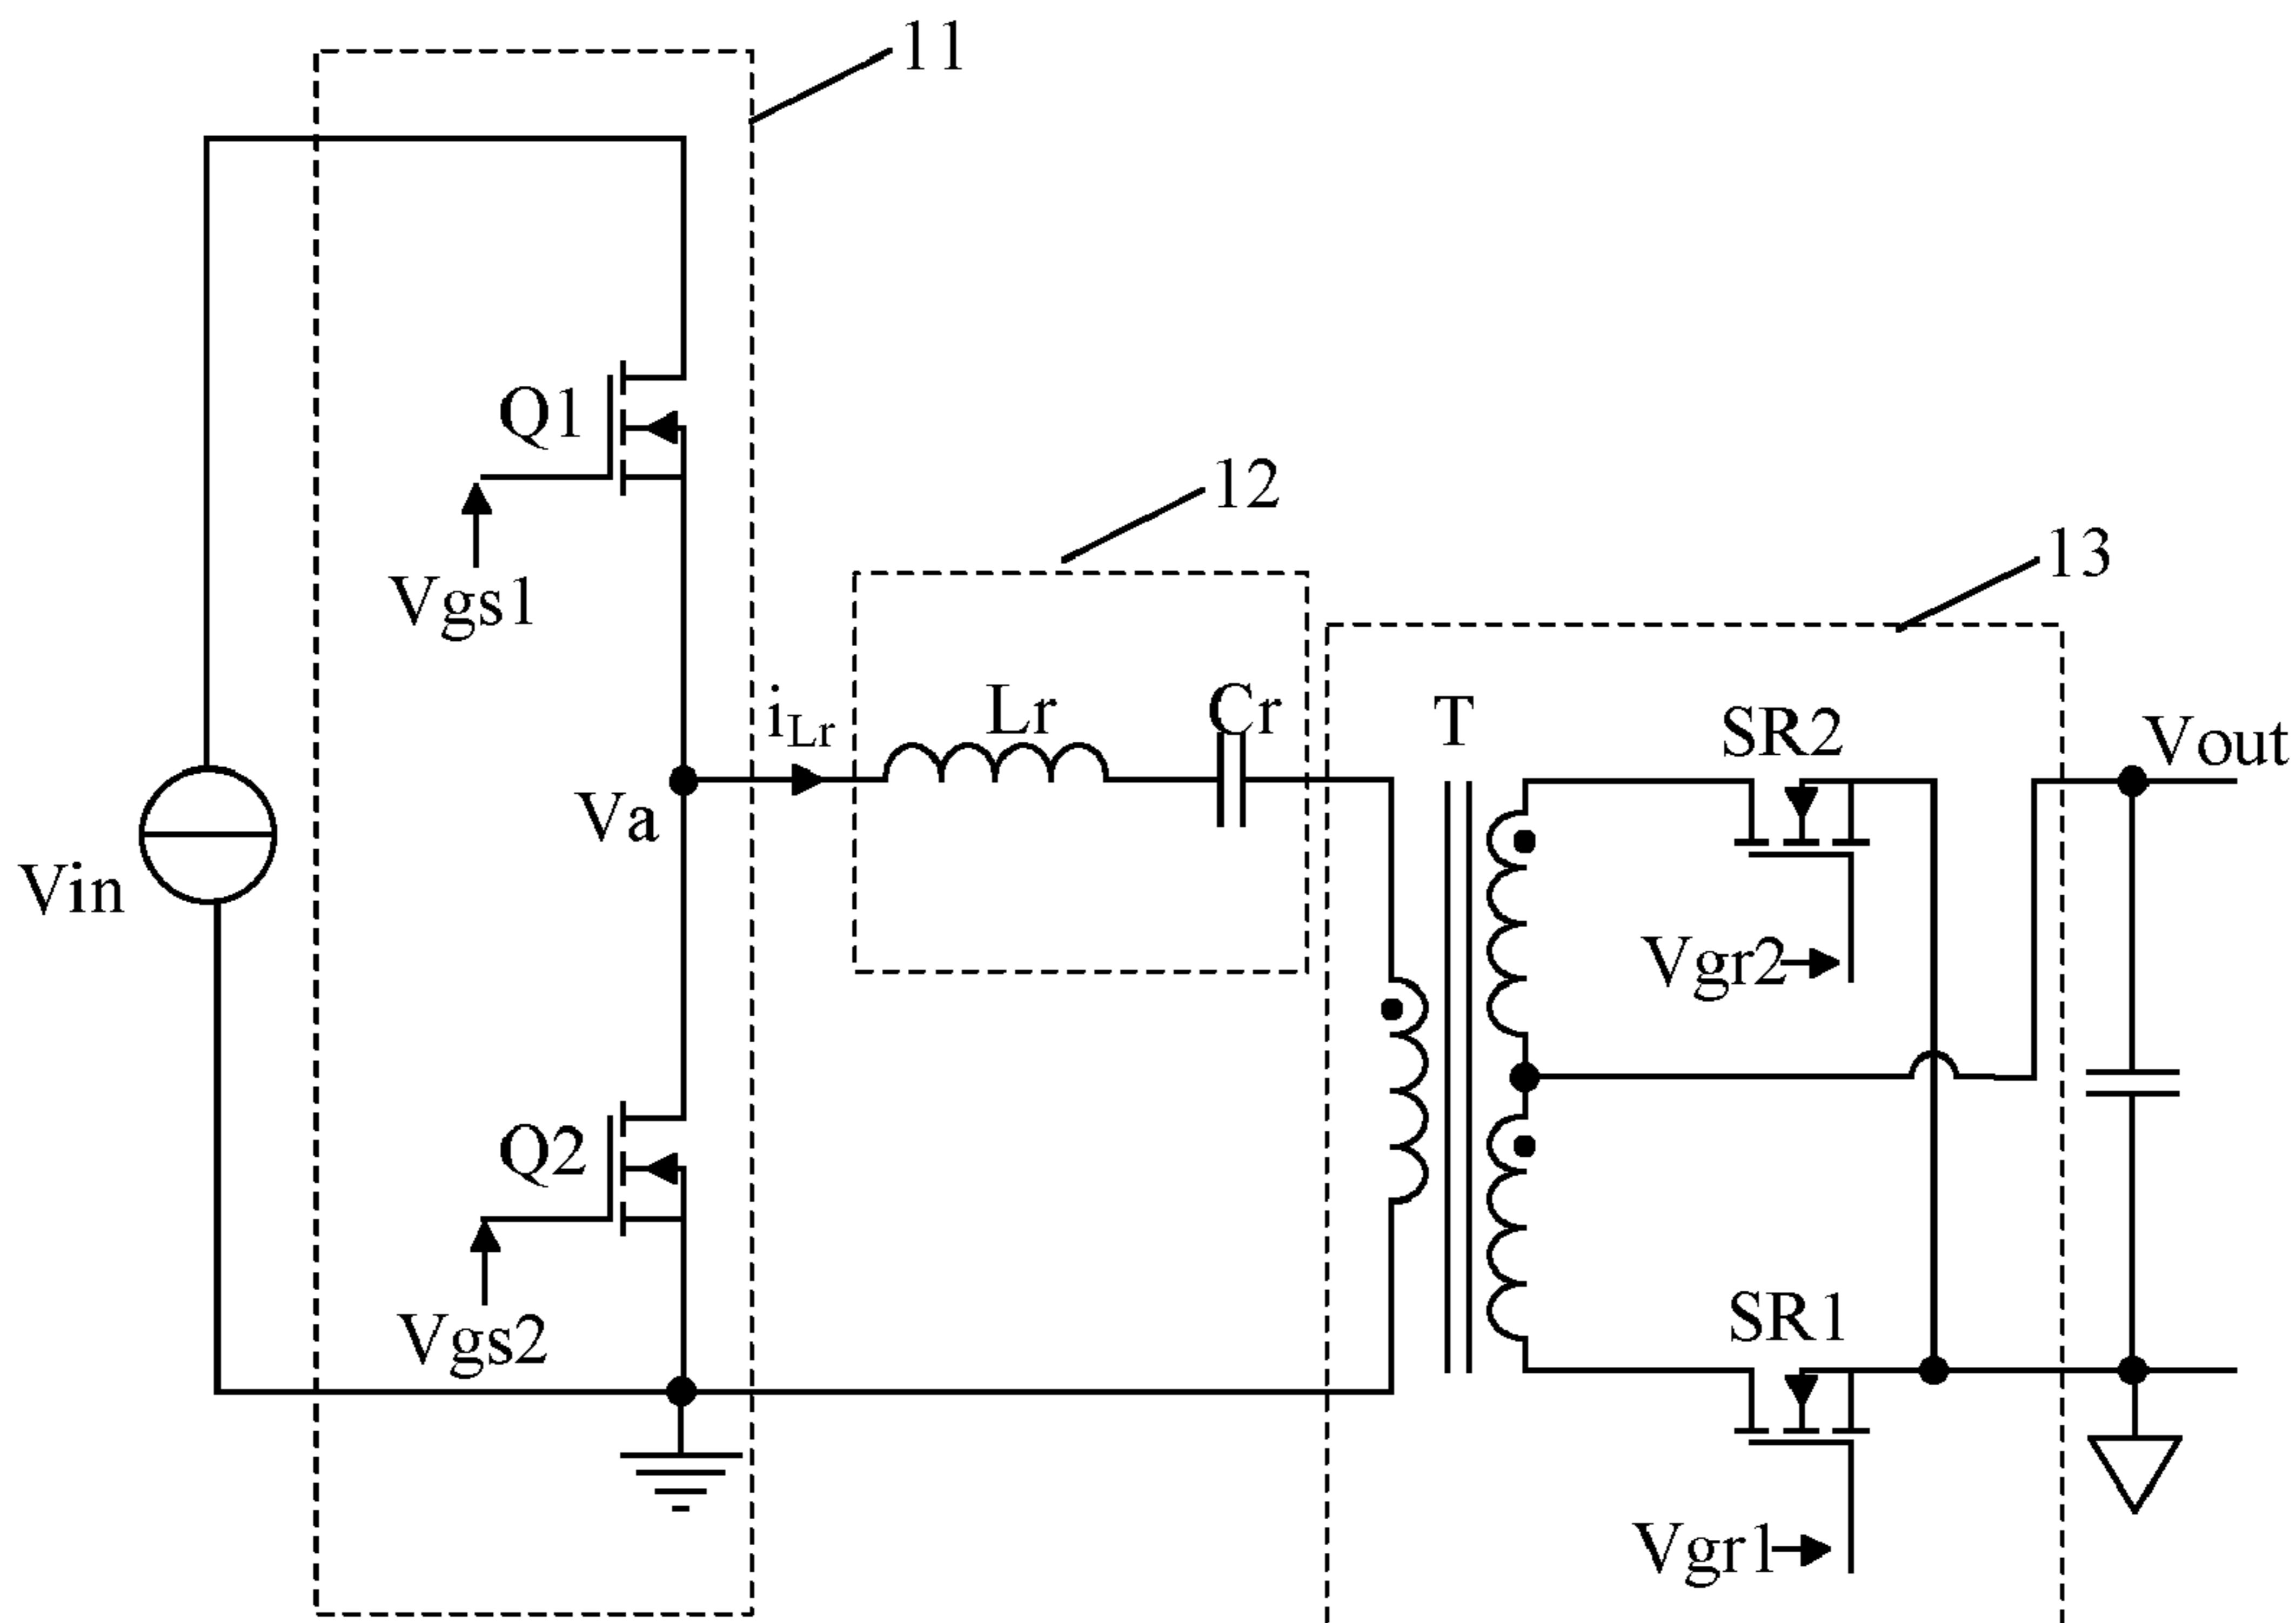 11
Q1
Vgs1
12
13
iLr
Lr
Cr
T
SR2
Vout
Va
Vin
Vgr2
Q2
Vgs2
SR1
Vgr1